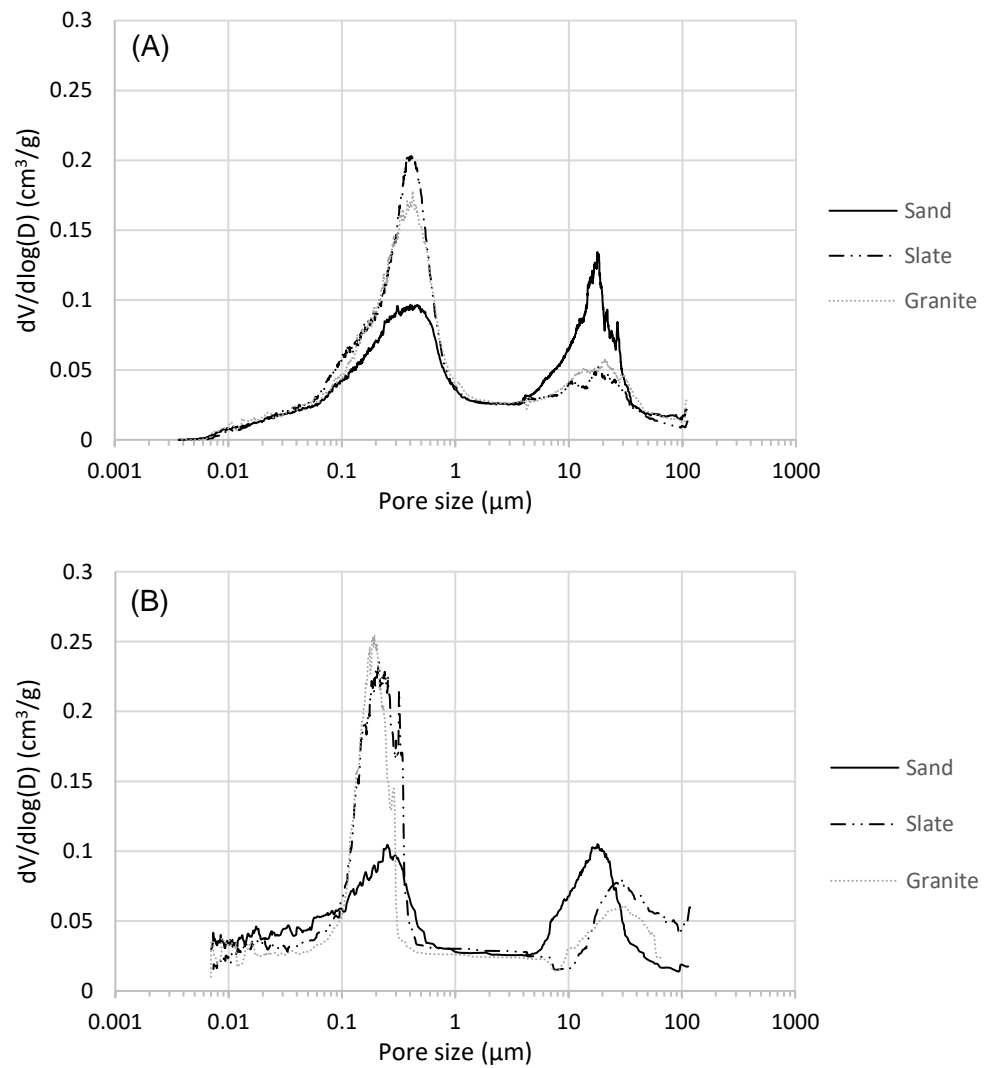 (A)
0.3
0.25
0.2
0.15
0.1
0.05
0
dV/dlog(D) (cm³/g)
0.001 0.01 0.1 1 10 100 1000
Pore size (µm)
Sand
Slate
Granite
(B)
0.3
0.25
0.2
0.15
0.1
0.05
0
dV/dlog(D) (cm³/g)
0.001 0.01 0.1 1 10 100 1000
Pore size (µm)
Sand
Slate
Granite